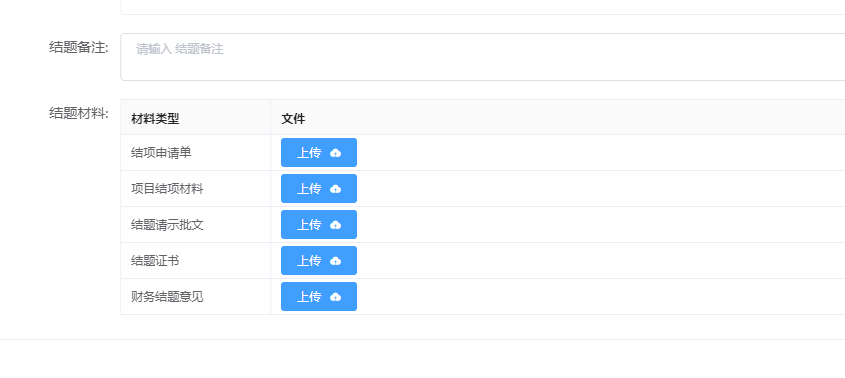 结题备注:
请输入 结题备注
结题材料:
材料类型 文件
结项申请单 上传
项目结项材料 上传
结题请示批文 上传
结题证书 上传
财务结题意见 上传